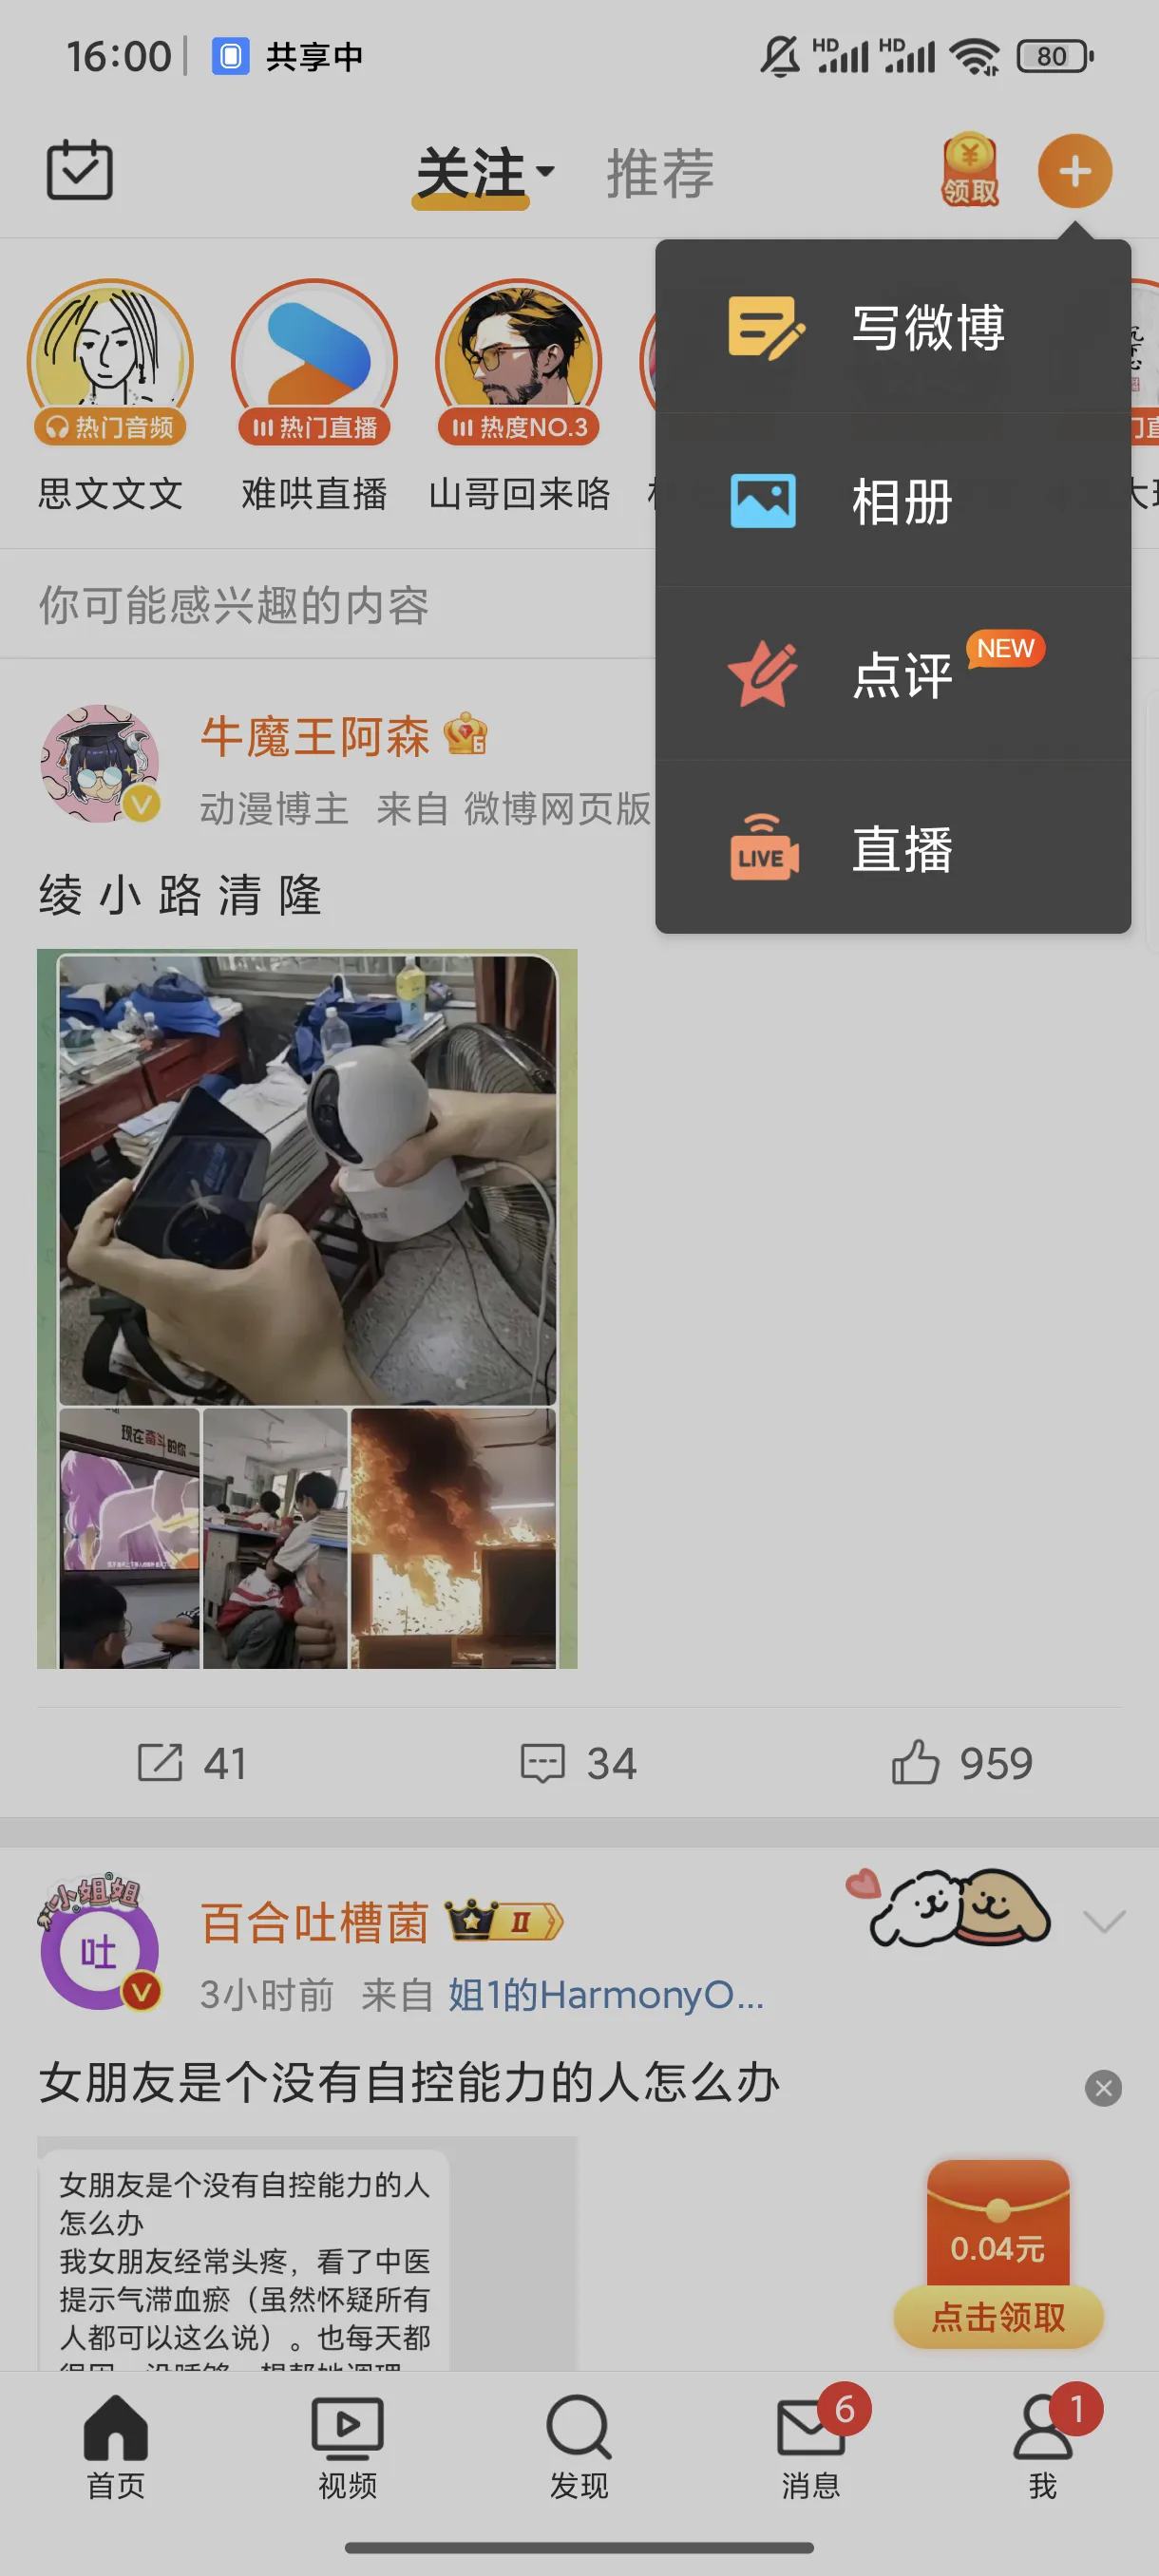 16:00
共享中
HD
HD
80
关注
推荐
领取
写微博
相册
点评
NEW
LIVE
直播
热门音频
热门直播
热度NO.3
思文文文
难哄直播
山哥回来咯
你可能感兴趣的内容
牛魔王阿森
6
动漫博主 来自 微博网页版
绫 小 路 清 隆
现在奋斗的你
41
34
959
小姐姐
吐
百合吐槽菌
II
3小时前 来自 姐1的HarmonyO...
女朋友是个没有自控能力的人怎么办
女朋友是个没有自控能力的人
怎么办
我女朋友经常头疼，看了中医
提示气滞血瘀（虽然怀疑所有
人都可以这么说）。也每天都
0.04元
点击领取
首页
视频
发现
消息
6
我
1